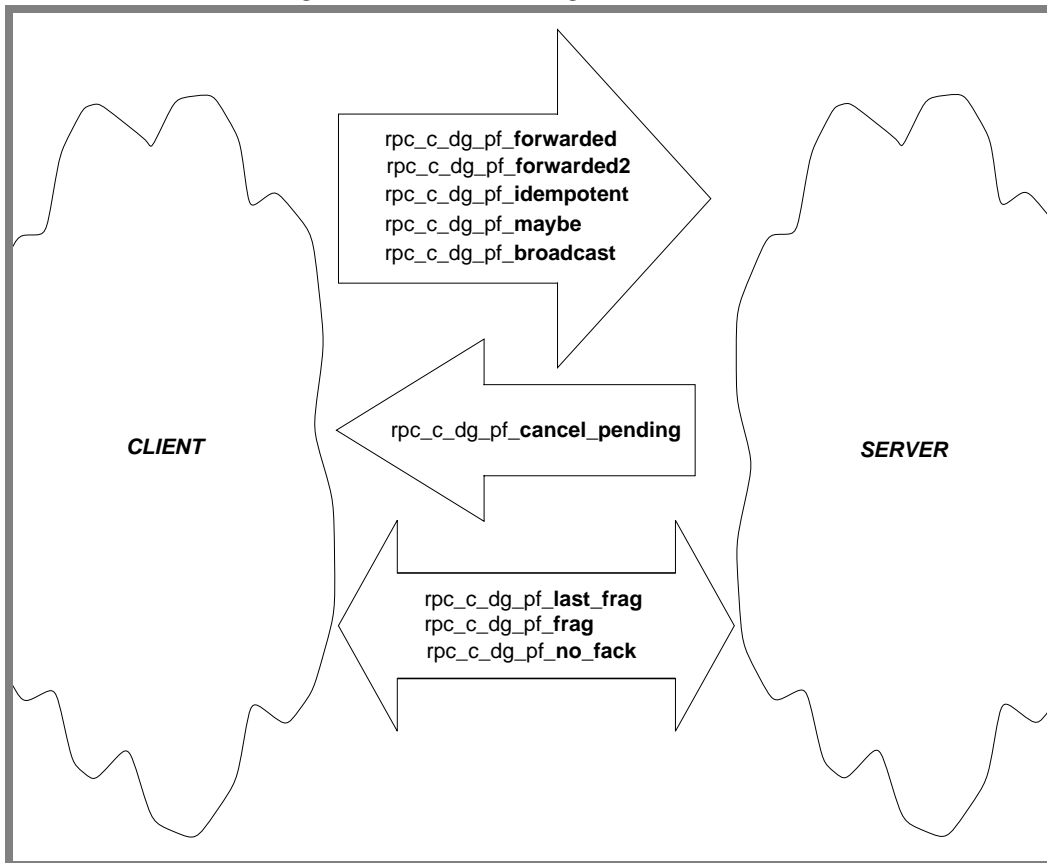 rpc_c_dg_pf_forwarded
rpc_c_dg_pf_forwarded2
rpc_c_dg_pf_idempotent
rpc_c_dg_pf_maybe
rpc_c_dg_pf_broadcast
rpc_c_dg_pf_cancel_pending
CLIENT
SERVER
rpc_c_dg_pf_last_frag
rpc_c_dg_pf_frag
rpc_c_dg_pf_no_fack